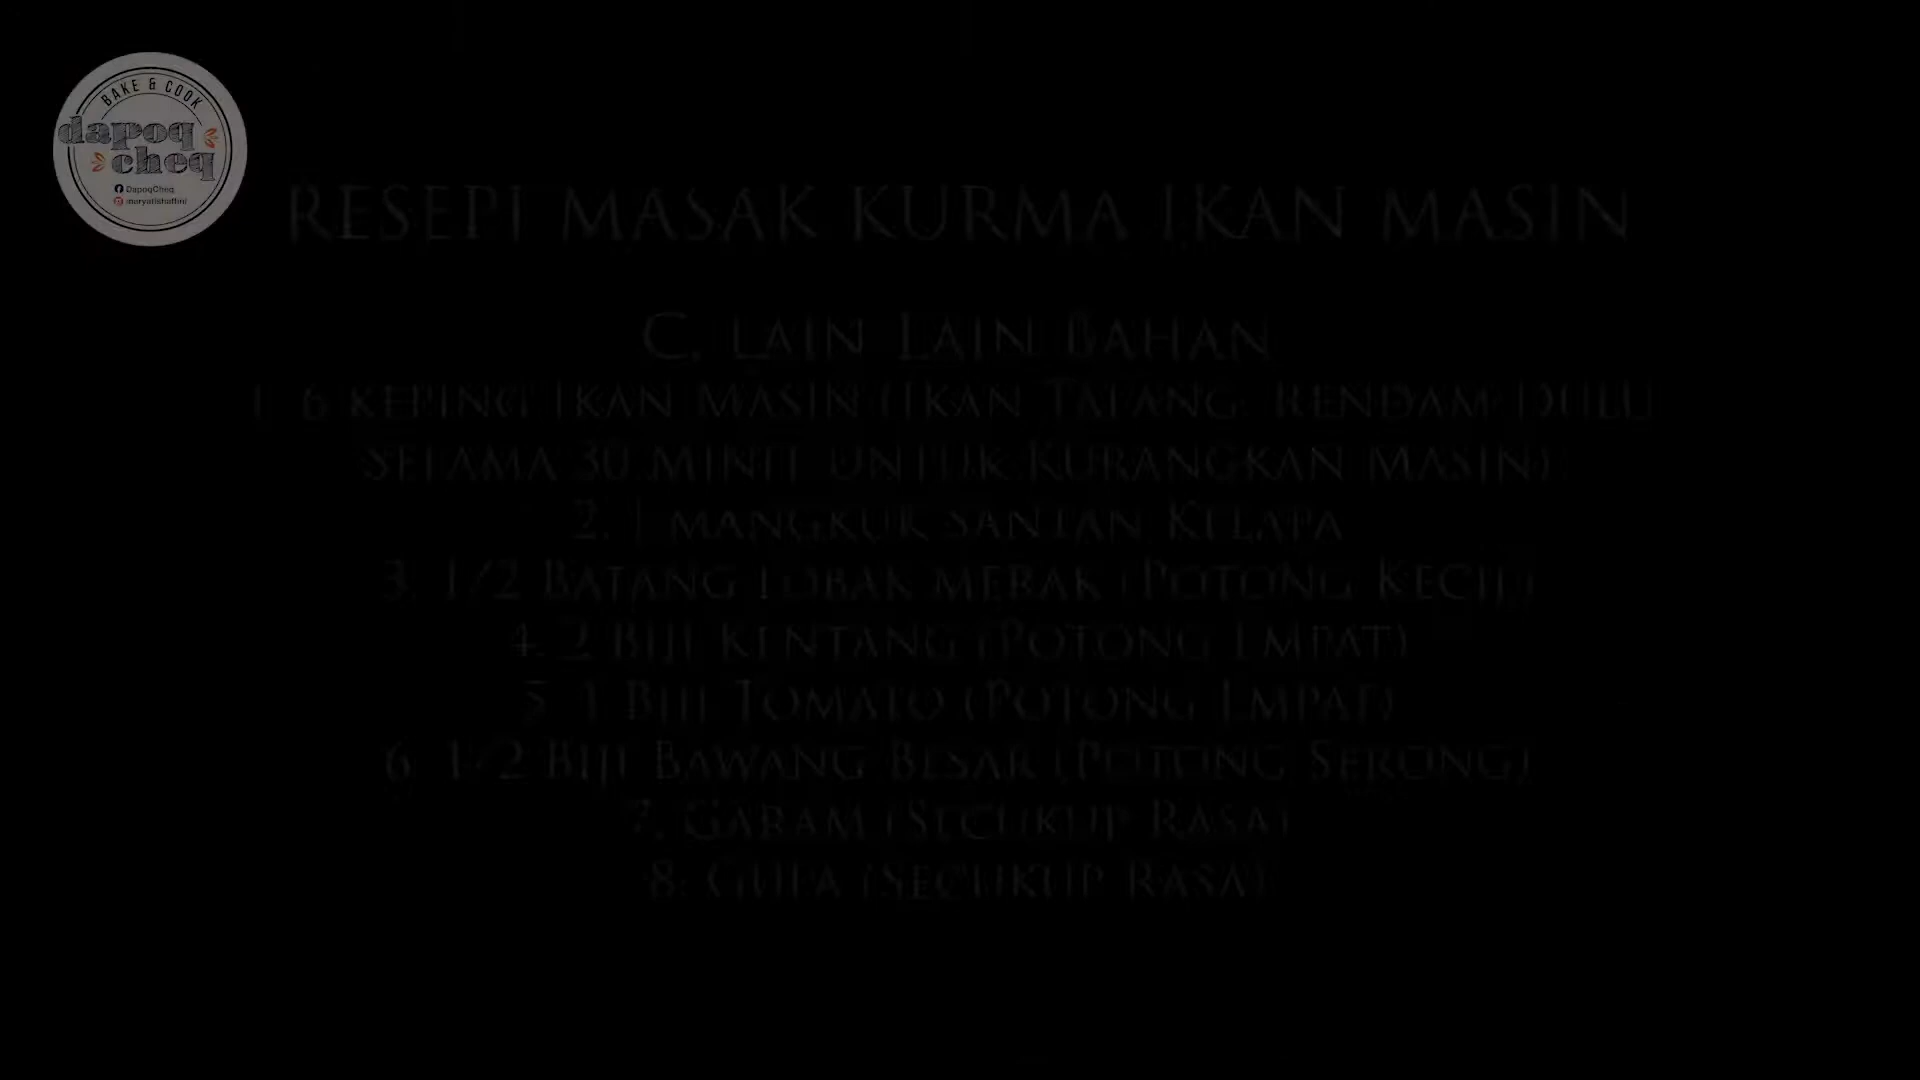 BAKE & COOK
dapoq
cheq
DapoqCheq
maryatishaffini
RESEPI MASAK KURMA IKAN MASIN
C. LAIN LAIN BAHAN
1. 6 KEPING IKAN MASIN (IKAN TALANG. RENDAM DULU
SELAMA 30 MINIT UNTUK KURANGKAN MASIN)
2. 1 MANGKUK SANTAN KELAPA
3. 1/2 BATANG LOBAK MERAK (POTONG KECIL)
4. 2 BIJI KENTANG (POTONG EMPAT)
5. 1 BIJI TOMATO (POTONG EMPAT)
6. 1/2 BIJI BAWANG BESAR (POTONG SERONG)
7. GARAM (SECUKUP RASA)
8. GULA (SECUKUP RASA)